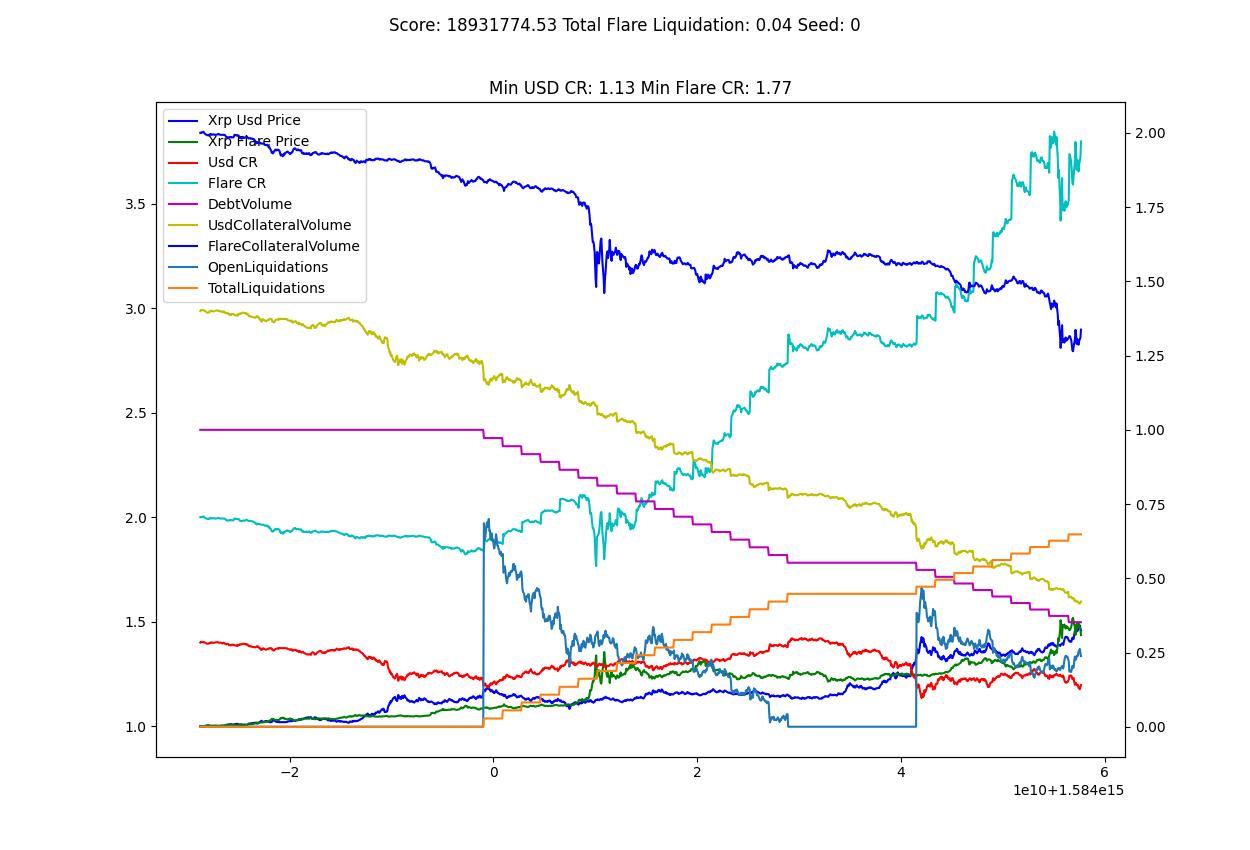 Score: 18931774.53 Total Flare Liquidation: 0.04 Seed: 0
Min USD CR: 1.13 Min Flare CR: 1.77
Xrp Usd Price
Xrp Flare Price
Usd CR
Flare CR
DebtVolume
UsdCollateralVolume
FlareCollateralVolume
OpenLiquidations
TotalLiquidations
3.5
3.0
2.5
2.0
1.5
1.0
2.00
1.75
1.50
1.25
1.00
0.75
0.50
0.25
0.00
−2
0
2
4
6
1e10+1.584e15